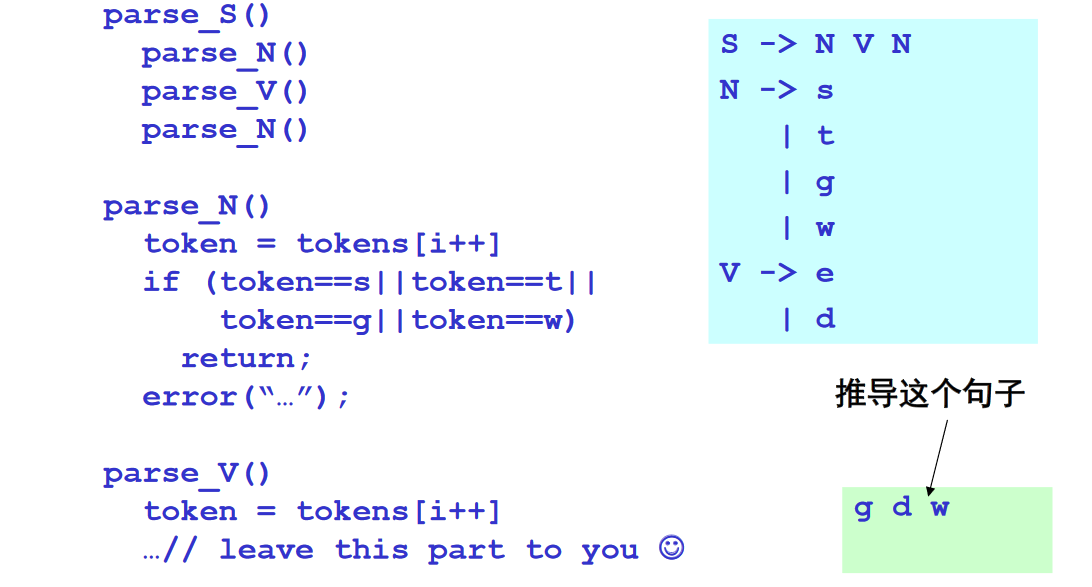 parse_S()
parse_N()
parse_V()
parse_N()
parse_N()
token = tokens[i++]
if (token==s||token==t||
token==g||token==w)
return;
error(“…”);
parse_V()
token = tokens[i++]
…// leave this part to you ☺
S -> N V N
N -> s
| t
| g
| w
V -> e
| d
推导这个句子
g d w